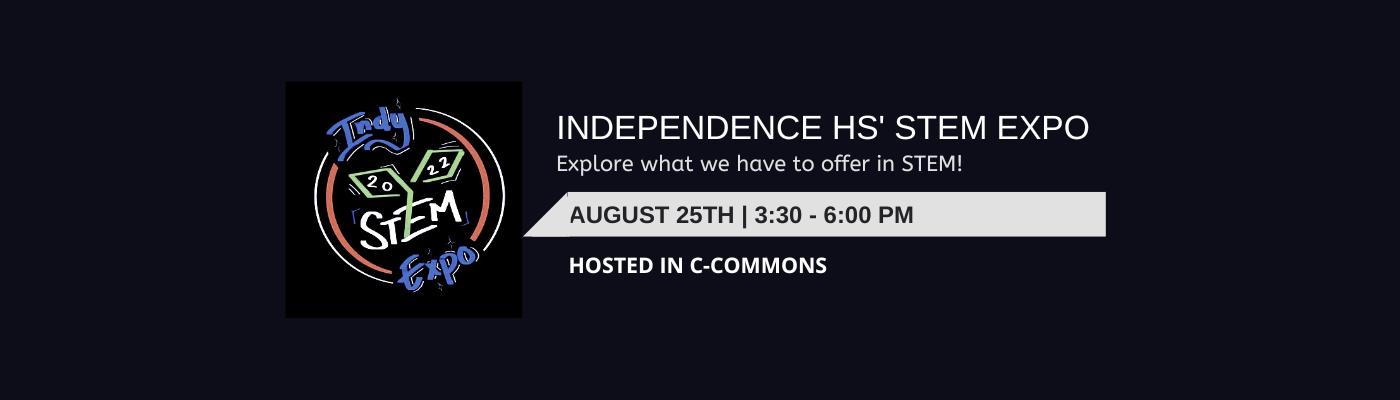 Indy
20 22
STEM
Expo
INDEPENDENCE HS' STEM EXPO
Explore what we have to offer in STEM!
AUGUST 25TH | 3:30 - 6:00 PM
HOSTED IN C-COMMONS